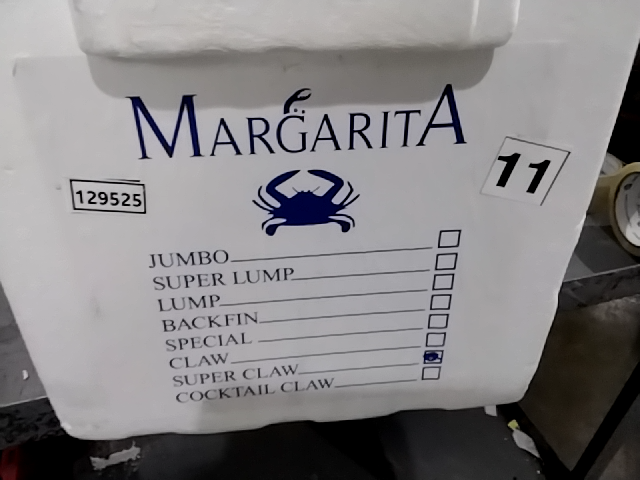 MARGARITA
129525
11
JUMBO
SUPER LUMP
LUMP
BACKFIN
SPECIAL
CLAW
SUPER CLAW
COCKTAIL CLAW